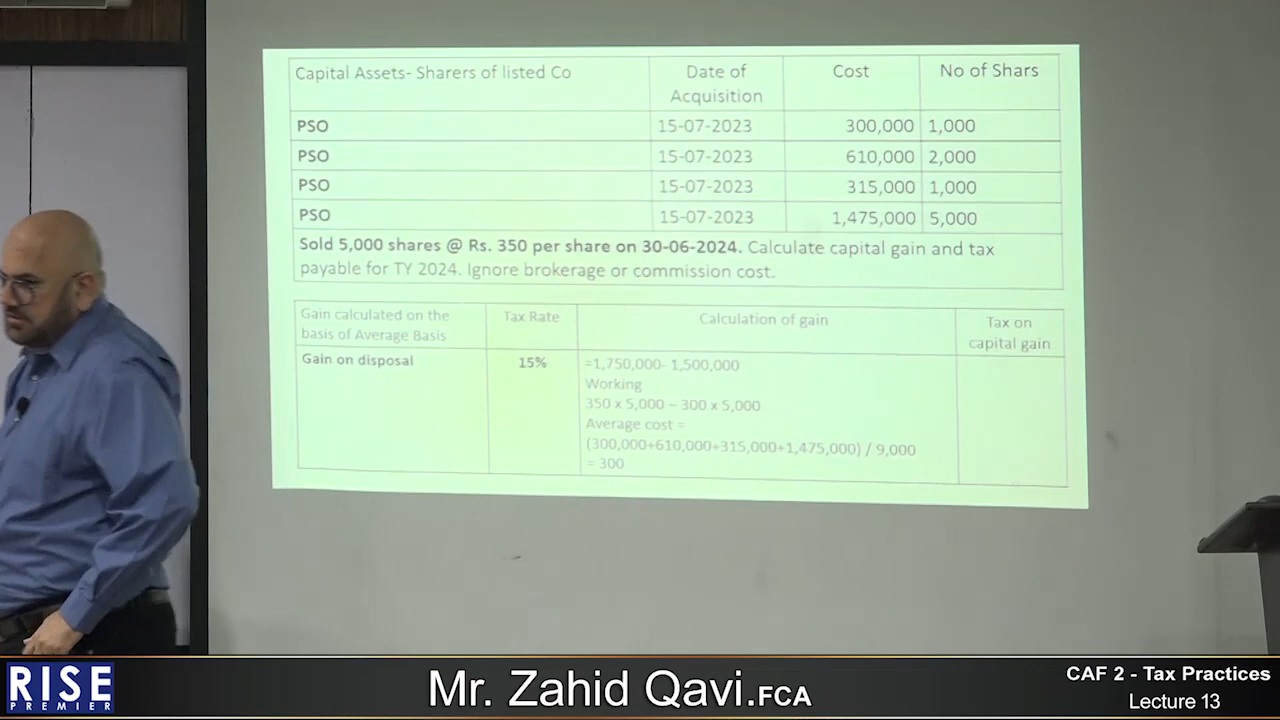 Capital Assets- Sharers of listed Co
Date of
Acquisition
Cost
No of Shars
PSO
15-07-2023
300,000
1,000
PSO
15-07-2023
610,000
2,000
PSO
15-07-2023
315,000
1,000
PSO
15-07-2023
1,475,000
5,000
Sold 5,000 shares @ Rs. 350 per share on 30-06-2024. Calculate capital gain and tax
payable for TY 2024. Ignore brokerage or commission cost.
Gain calculated on the
basis of Average Basis
Tax Rate
Calculation of gain
Tax on
capital gain
Gain on disposal
15%
=1,750,000- 1,500,000
Working
350 x 5,000 – 300 x 5,000
Average cost =
(300,000+610,000+315,000+1,475,000) / 9,000
= 300
RISE
PREMIER
Mr. Zahid Qavi.FCA
CAF 2 - Tax Practices
Lecture 13